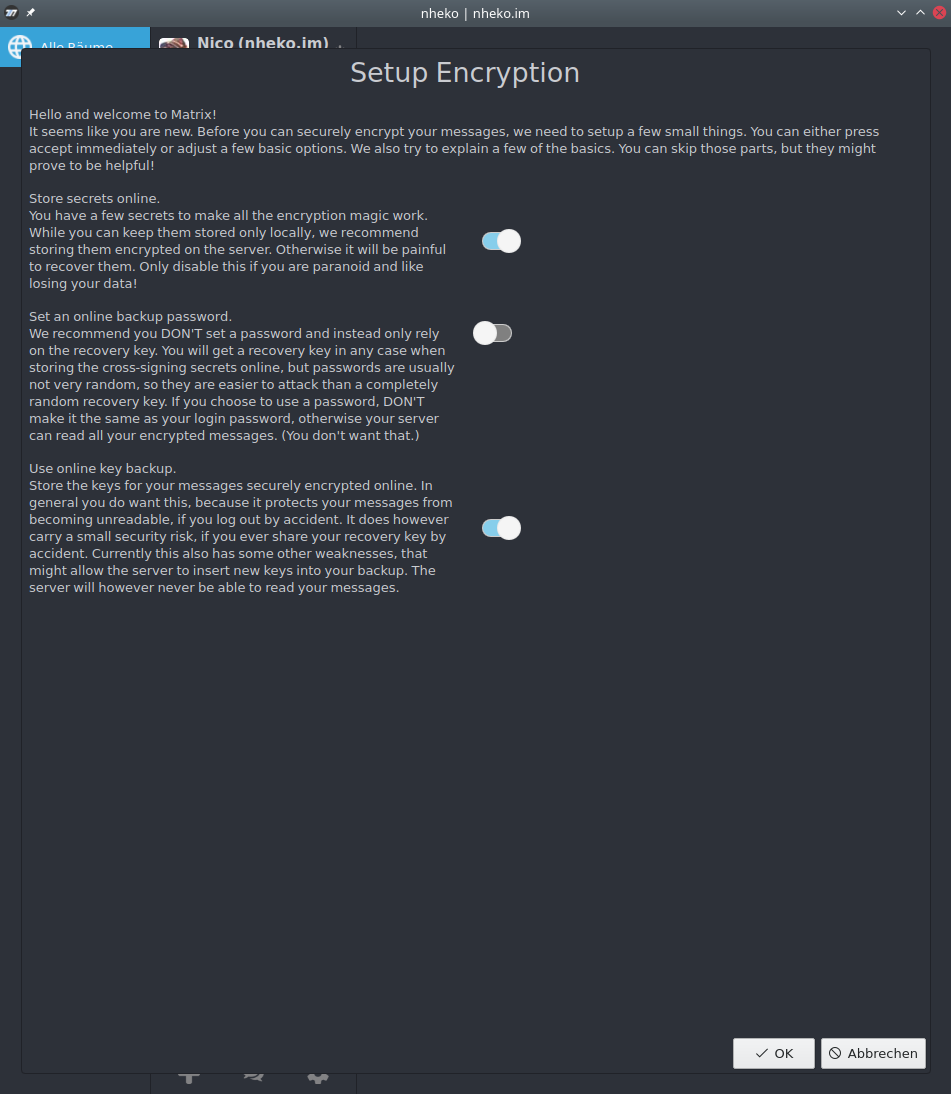 nheko | nheko.im
Alle Räume
Nico (nheko.im)
Setup Encryption
Hello and welcome to Matrix!
It seems like you are new. Before you can securely encrypt your messages, we need to setup a few small things. You can either press
accept immediately or adjust a few basic options. We also try to explain a few of the basics. You can skip those parts, but they might
prove to be helpful!
Store secrets online.
You have a few secrets to make all the encryption magic work.
While you can keep them stored only locally, we recommend
storing them encrypted on the server. Otherwise it will be painful
to recover them. Only disable this if you are paranoid and like
losing your data!
Set an online backup password.
We recommend you DON'T set a password and instead only rely
on the recovery key. You will get a recovery key in any case when
storing the cross-signing secrets online, but passwords are usually
not very random, so they are easier to attack than a completely
random recovery key. If you choose to use a password, DON'T
make it the same as your login password, otherwise your server
can read all your encrypted messages. (You don't want that.)
Use online key backup.
Store the keys for your messages securely encrypted online. In
general you do want this, because it protects your messages from
becoming unreadable, if you log out by accident. It does however
carry a small security risk, if you ever share your recovery key by
accident. Currently this also has some other weaknesses, that
might allow the server to insert new keys into your backup. The
server will however never be able to read your messages.
OK
Abbrechen